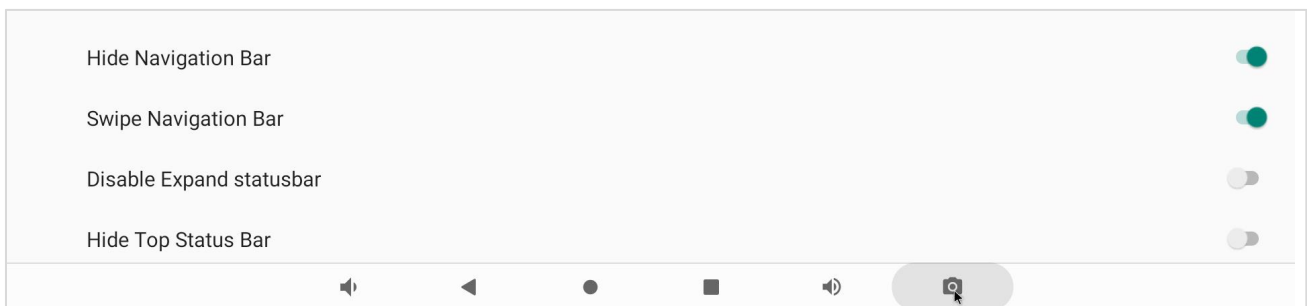 Hide Navigation Bar
Swipe Navigation Bar
Disable Expand statusbar
Hide Top Status Bar